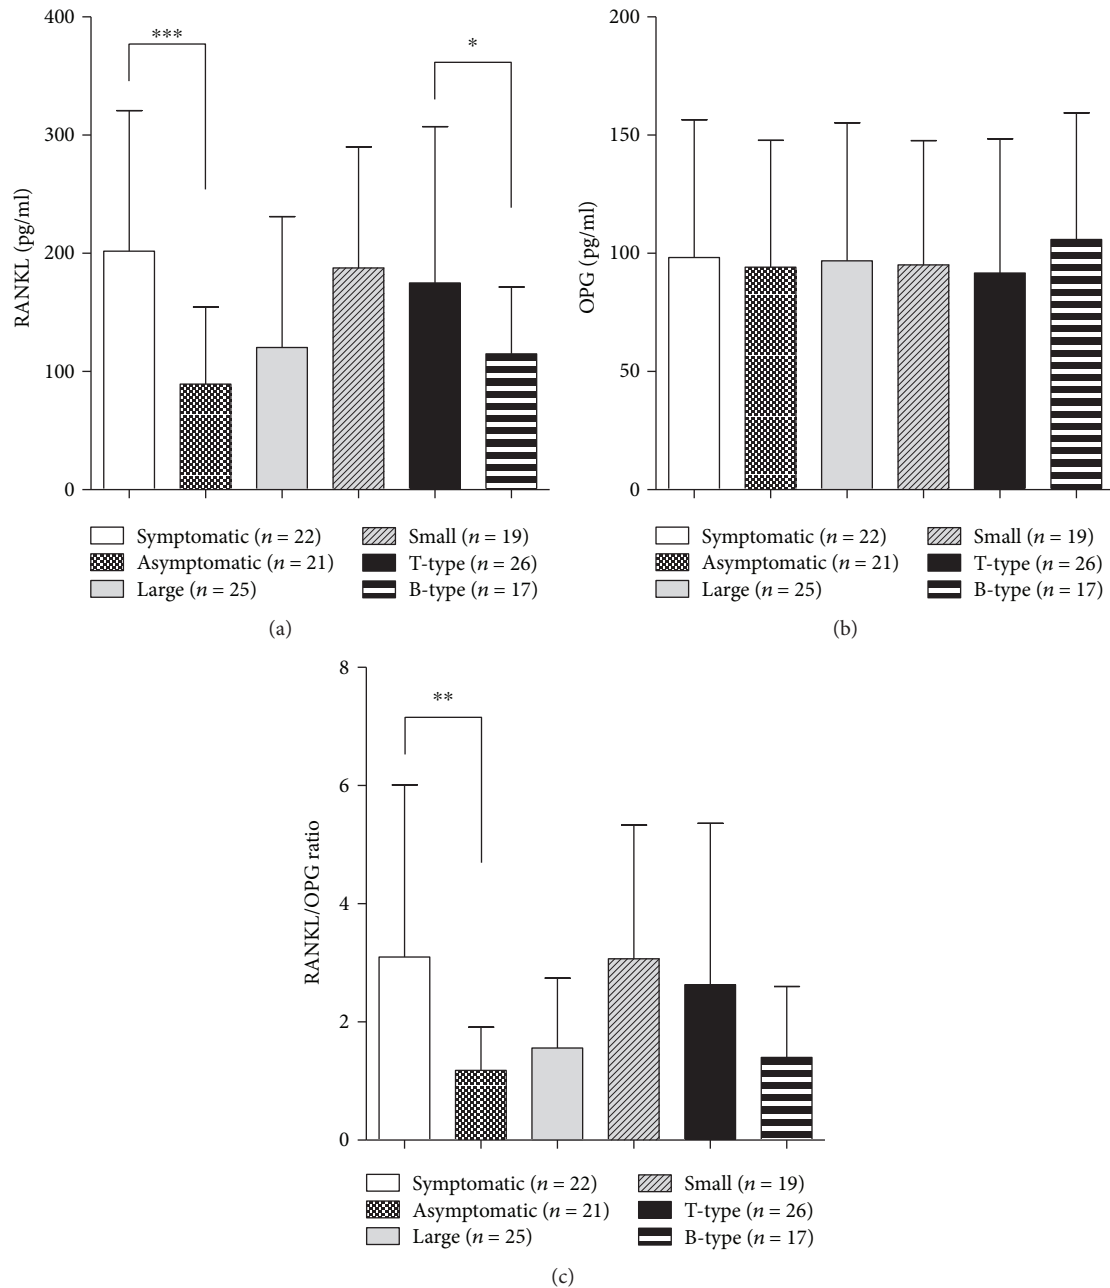 RANKL (pg/ml)
400
300
200
100
0
***
*
Symptomatic (n = 22)
Asymptomatic (n = 21)
Large (n = 25)
Small (n = 19)
T-type (n = 26)
B-type (n = 17)
(a)
OPG (pg/ml)
200
150
100
50
0
Symptomatic (n = 22)
Asymptomatic (n = 21)
Large (n = 25)
Small (n = 19)
T-type (n = 26)
B-type (n = 17)
(b)
RANKL/OPG ratio
8
6
4
2
0
**
Symptomatic (n = 22)
Asymptomatic (n = 21)
Large (n = 25)
Small (n = 19)
T-type (n = 26)
B-type (n = 17)
(c)